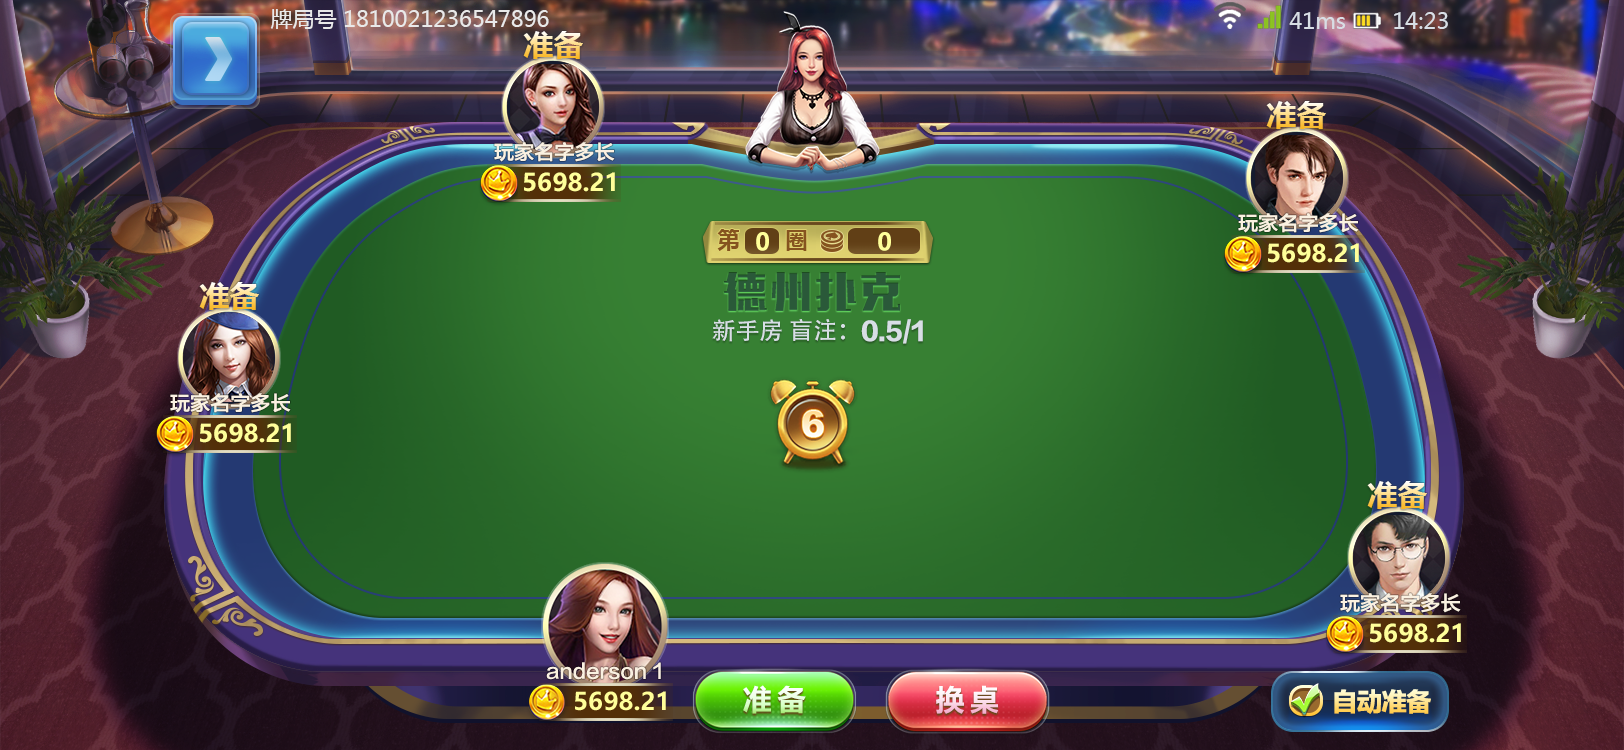 牌局号 1810021236547896
41ms 14:23
准备
玩家名字多长
5698.21
准备
玩家名字多长
5698.21
第 0 圈 0
德州扑克
新手房 盲注：0.5/1
准备
玩家名字多长
5698.21
6
准备
玩家名字多长
5698.21
anderson 1
5698.21
准备
换桌
自动准备